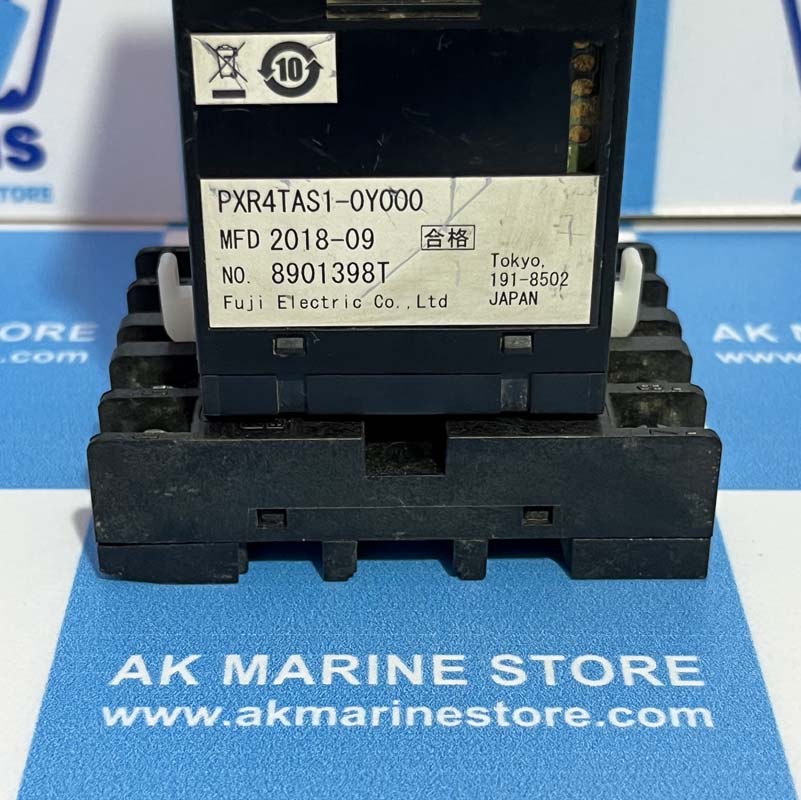 10
PXR4TAS1-0Y000
MFD 2018-09 合格
NO. 8901398T
Fuji Electric Co.,Ltd
Tokyo,
191-8502
JAPAN
AK MARINE STORE
www.akmarinestore.com